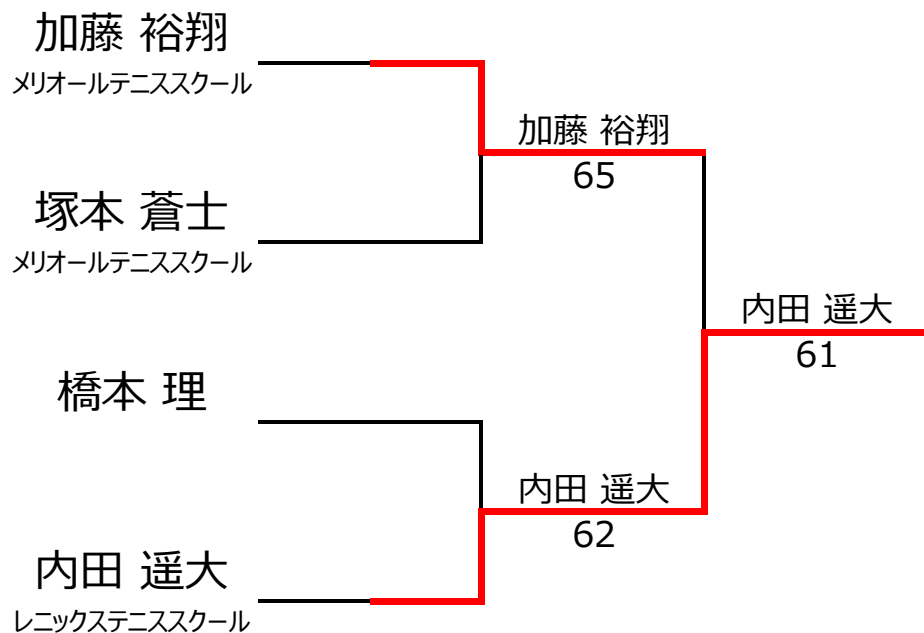 加藤 裕翔
メリオールテニススクール
加藤 裕翔
65
塚本 蒼士
メリオールテニススクール
内田 遥大
61
橋本 理
内田 遥大
62
内田 遥大
レニックステニススクール